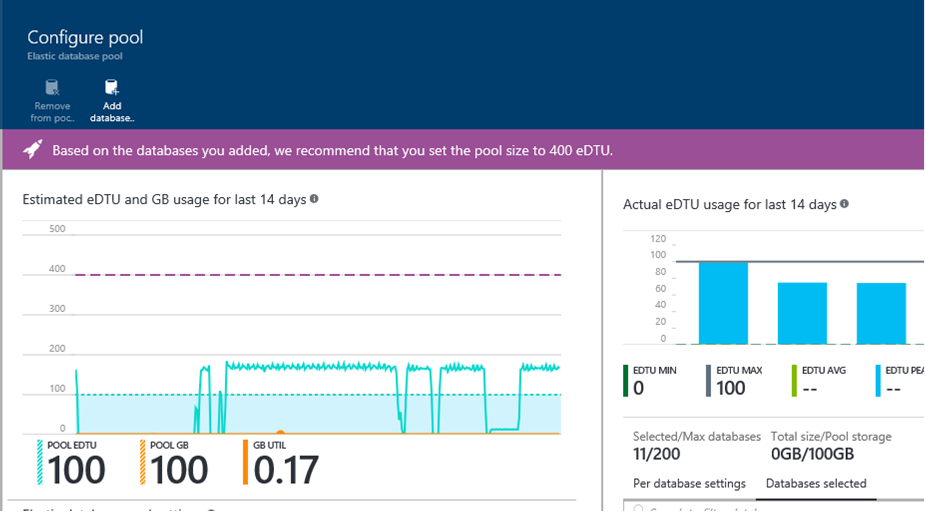 Configure pool
Elastic database pool
Remove
from poc..
Add
database..
Based on the databases you added, we recommend that you set the pool size to 400 eDTU.
Estimated eDTU and GB usage for last 14 days
500
400
300
200
100
0
POOL EDTU
100
POOL GB
100
GB UTIL
0.17
Actual eDTU usage for last 14 days
120
100
80
60
40
20
0
EDTU MIN
0
EDTU MAX
100
EDTU AVG
--
EDTU PEA
--
Selected/Max databases
11/200
Total size/Pool storage
0GB/100GB
Per database settings
Databases selected